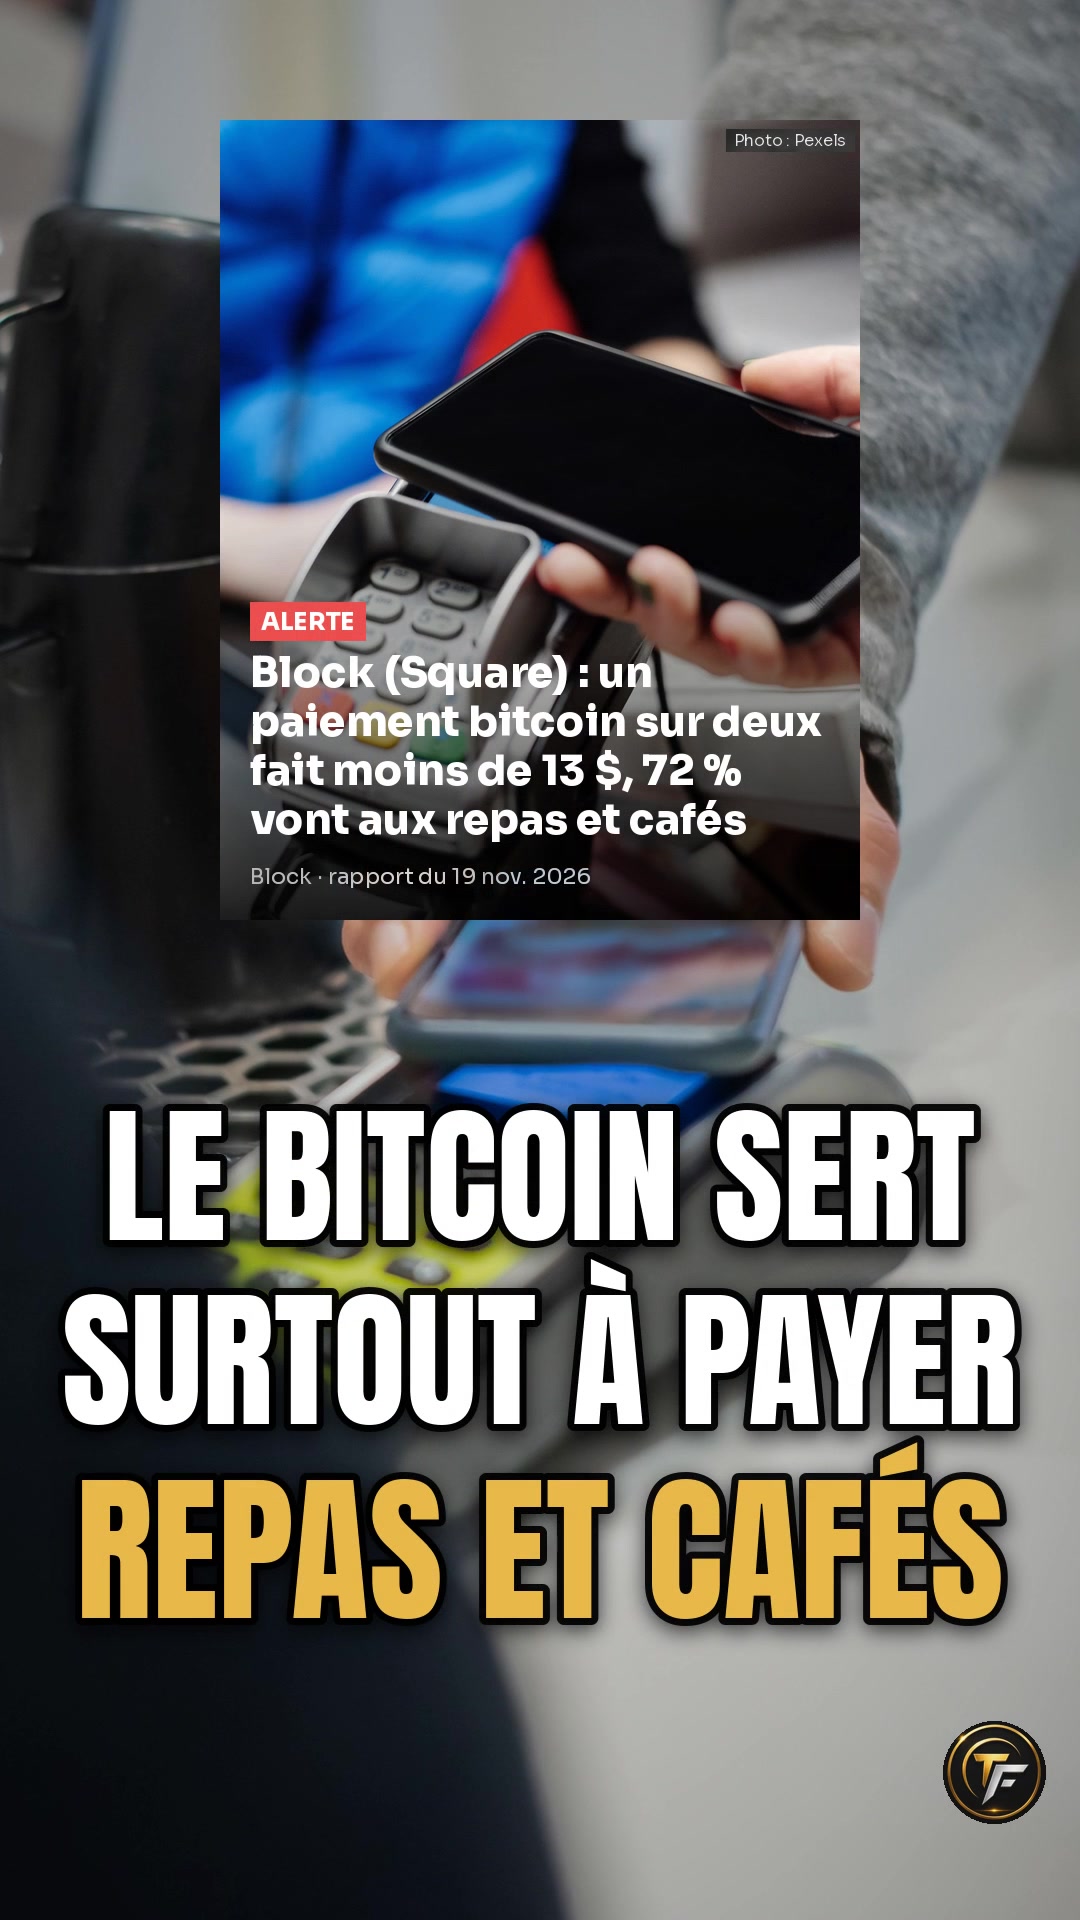 Photo : Pexels
ALERTE
Block (Square) : un
paiement bitcoin sur deux
fait moins de 13 $, 72 %
vont aux repas et cafés
Block · rapport du 19 nov. 2026
LE BITCOIN SERT
SURTOUT À PAYER
REPAS ET CAFÉS
TF